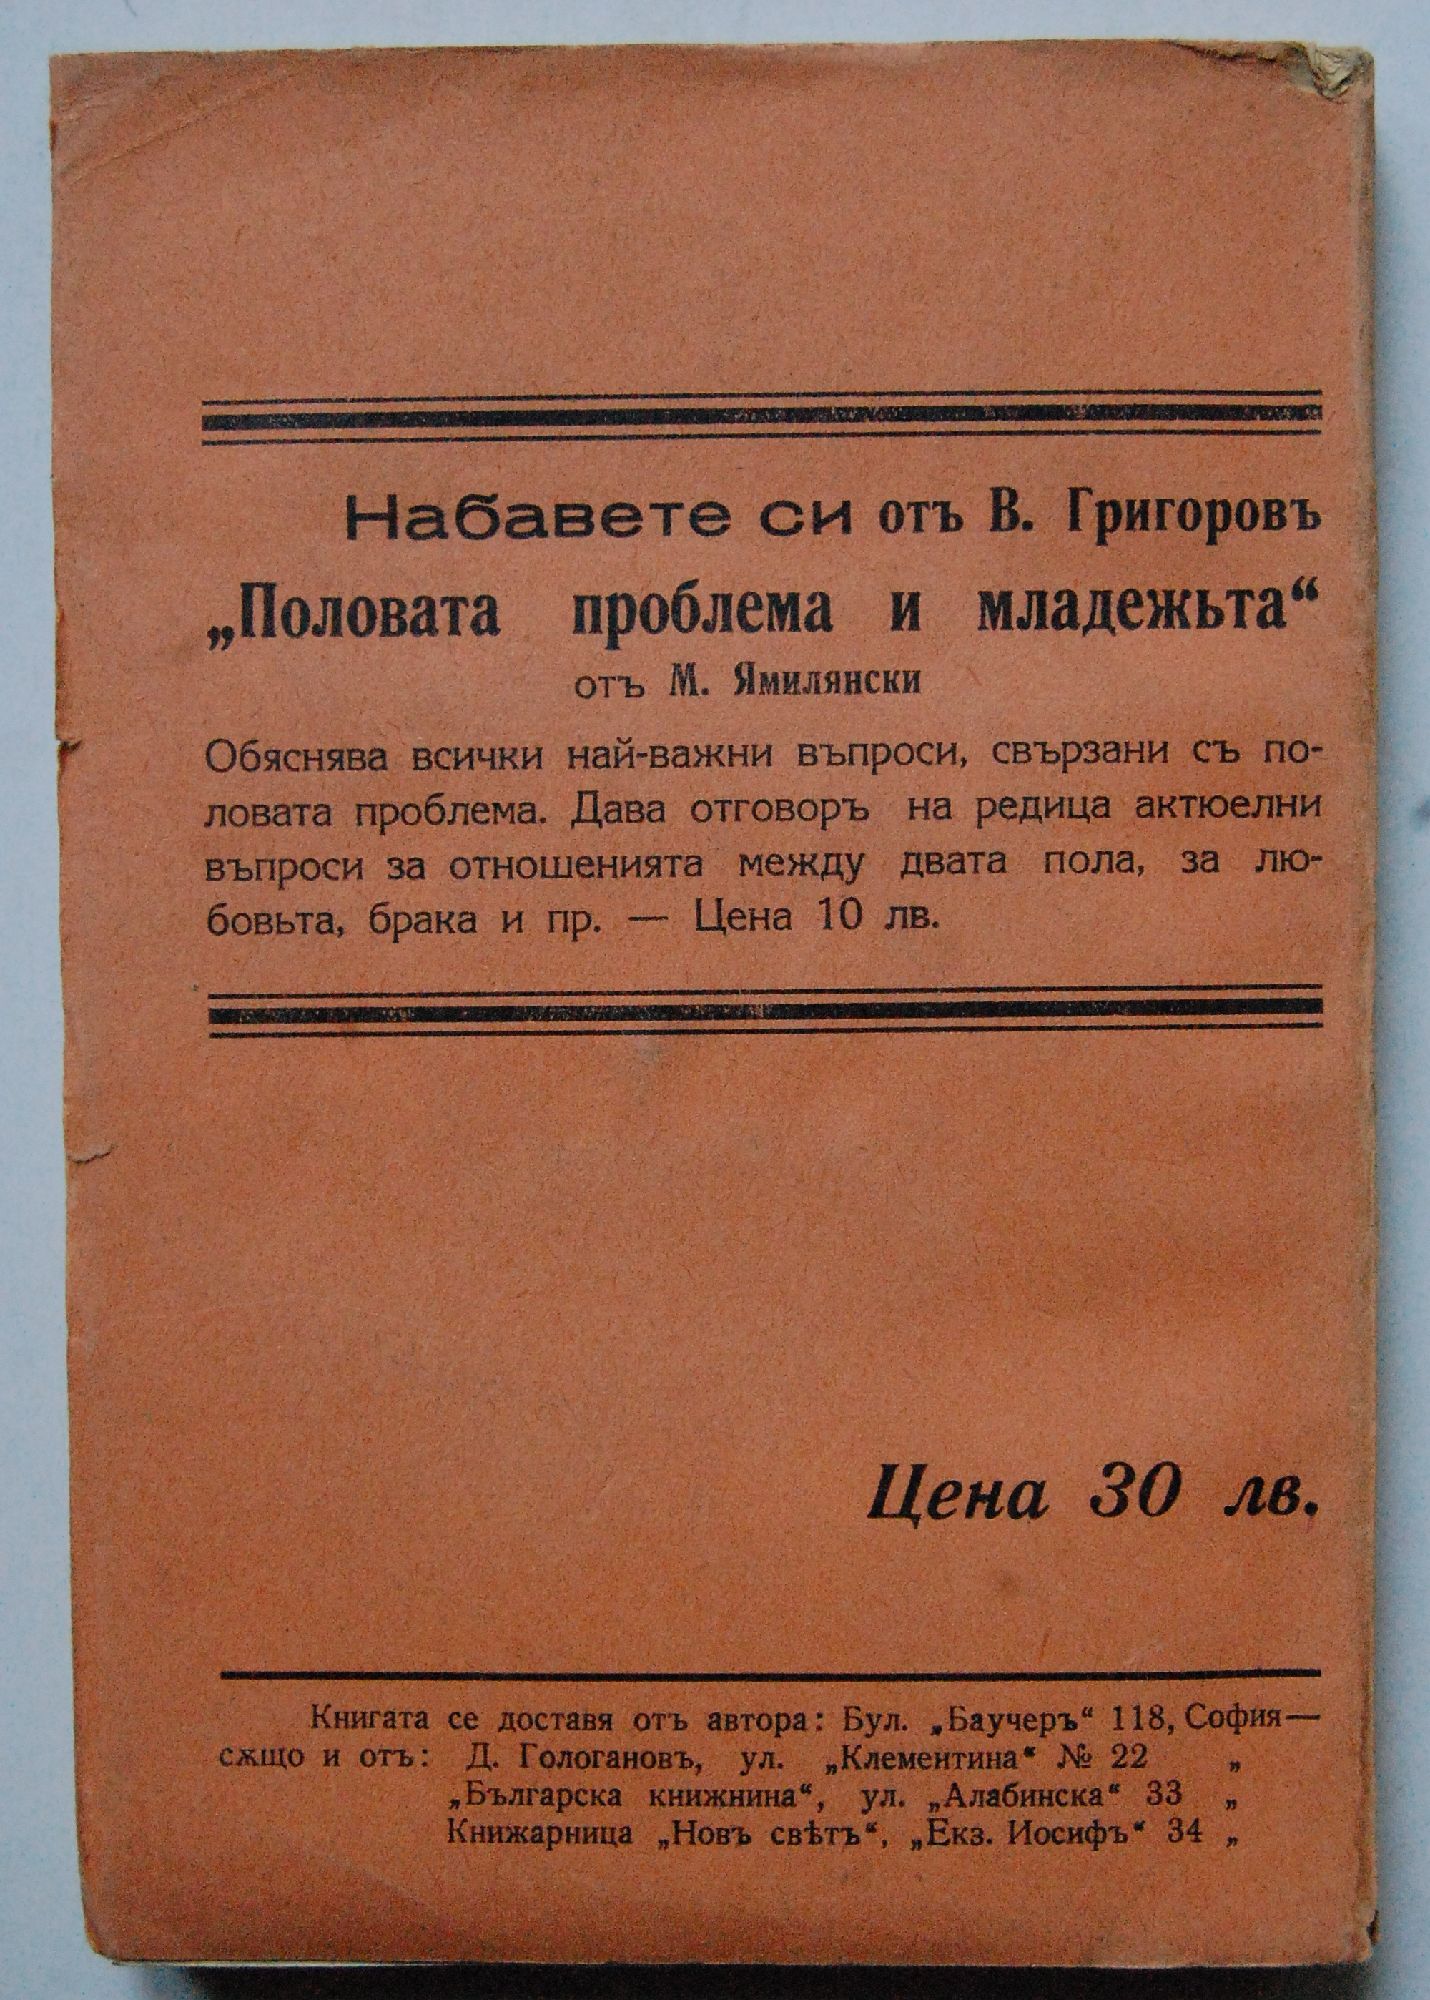 Набавете си отъ В. Григоровъ
„Половата проблема и младежьта“
отъ М. Ямилянски
Обяснява всички най-важни въпроси, свързани съ по-
ловата проблема. Дава отговоръ на редица актюелни
въпроси за отношенията между двата пола, за лю-
бовьта, брака и пр. — Цена 10 лв.
Цена 30 лв.
Книгата се доставя отъ автора: Бул. „Баучеръ“ 118, София—
сѫщо и отъ: Д. Гологановъ, ул. „Клементина“ № 22 „
„Българска книжнина“, ул. „Алабинска“ 33 „
Книжарница „Новъ свѣтъ“, „Екз. Иосифъ“ 34 „